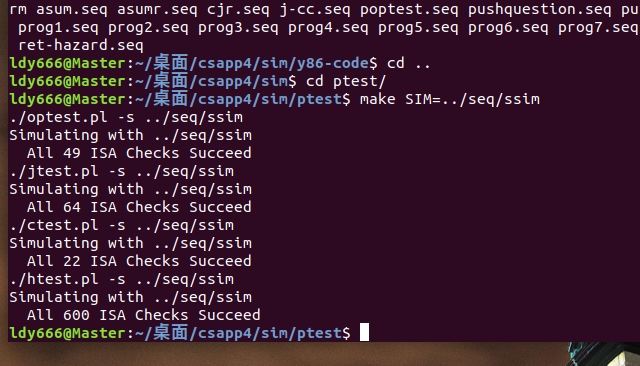 rm asum.seq asumr.seq cjr.seq j-cc.seq poptest.seq pushquestion.seq pu
prog1.seq prog2.seq prog3.seq prog4.seq prog5.seq prog6.seq prog7.seq
ret-hazard.seq
ldy666@Master:~/桌面/csapp4/sim/y86-code$ cd ..
ldy666@Master:~/桌面/csapp4/sim$ cd ptest/
ldy666@Master:~/桌面/csapp4/sim/ptest$ make SIM=../seq/ssim
./optest.pl -s ../seq/ssim
Simulating with ../seq/ssim
  All 49 ISA Checks Succeed
./jtest.pl -s ../seq/ssim
Simulating with ../seq/ssim
  All 64 ISA Checks Succeed
./ctest.pl -s ../seq/ssim
Simulating with ../seq/ssim
  All 22 ISA Checks Succeed
./htest.pl -s ../seq/ssim
Simulating with ../seq/ssim
  All 600 ISA Checks Succeed
ldy666@Master:~/桌面/csapp4/sim/ptest$